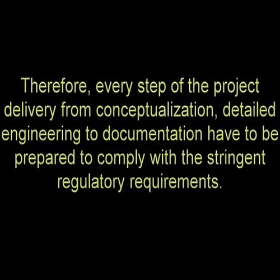 Therefore, every step of the project
delivery from conceptualization, detailed
engineering to documentation have to be
prepared to comply with the stringent
regulatory requirements.